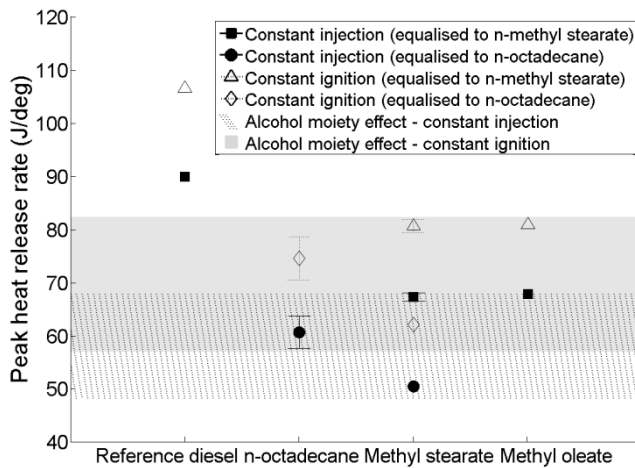 120
110
100
90
80
70
60
50
40
Peak heat release rate (J/deg)
Constant injection (equalised to n-methyl stearate)
Constant injection (equalised to n-octadecane)
Constant ignition (equalised to n-methyl stearate)
Constant ignition (equalised to n-octadecane)
Alcohol moiety effect - constant injection
Alcohol moiety effect - constant ignition
Reference diesel n-octadecane Methyl stearate Methyl oleate